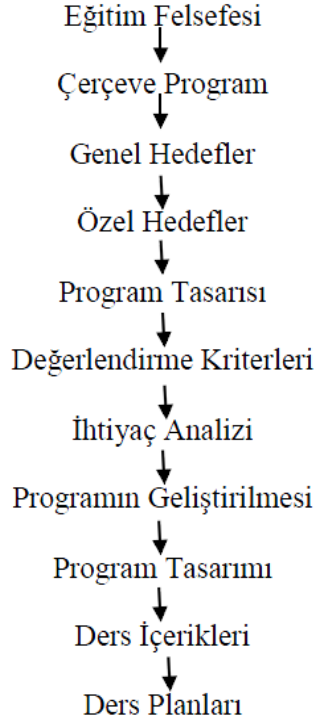 Eğitim Felsefesi
Çerçeve Program
Genel Hedefler
Özel Hedefler
Program Tasarısı
Değerlendirme Kriterleri
İhtiyaç Analizi
Programın Geliştirilmesi
Program Tasarımı
Ders İçerikleri
Ders Planları